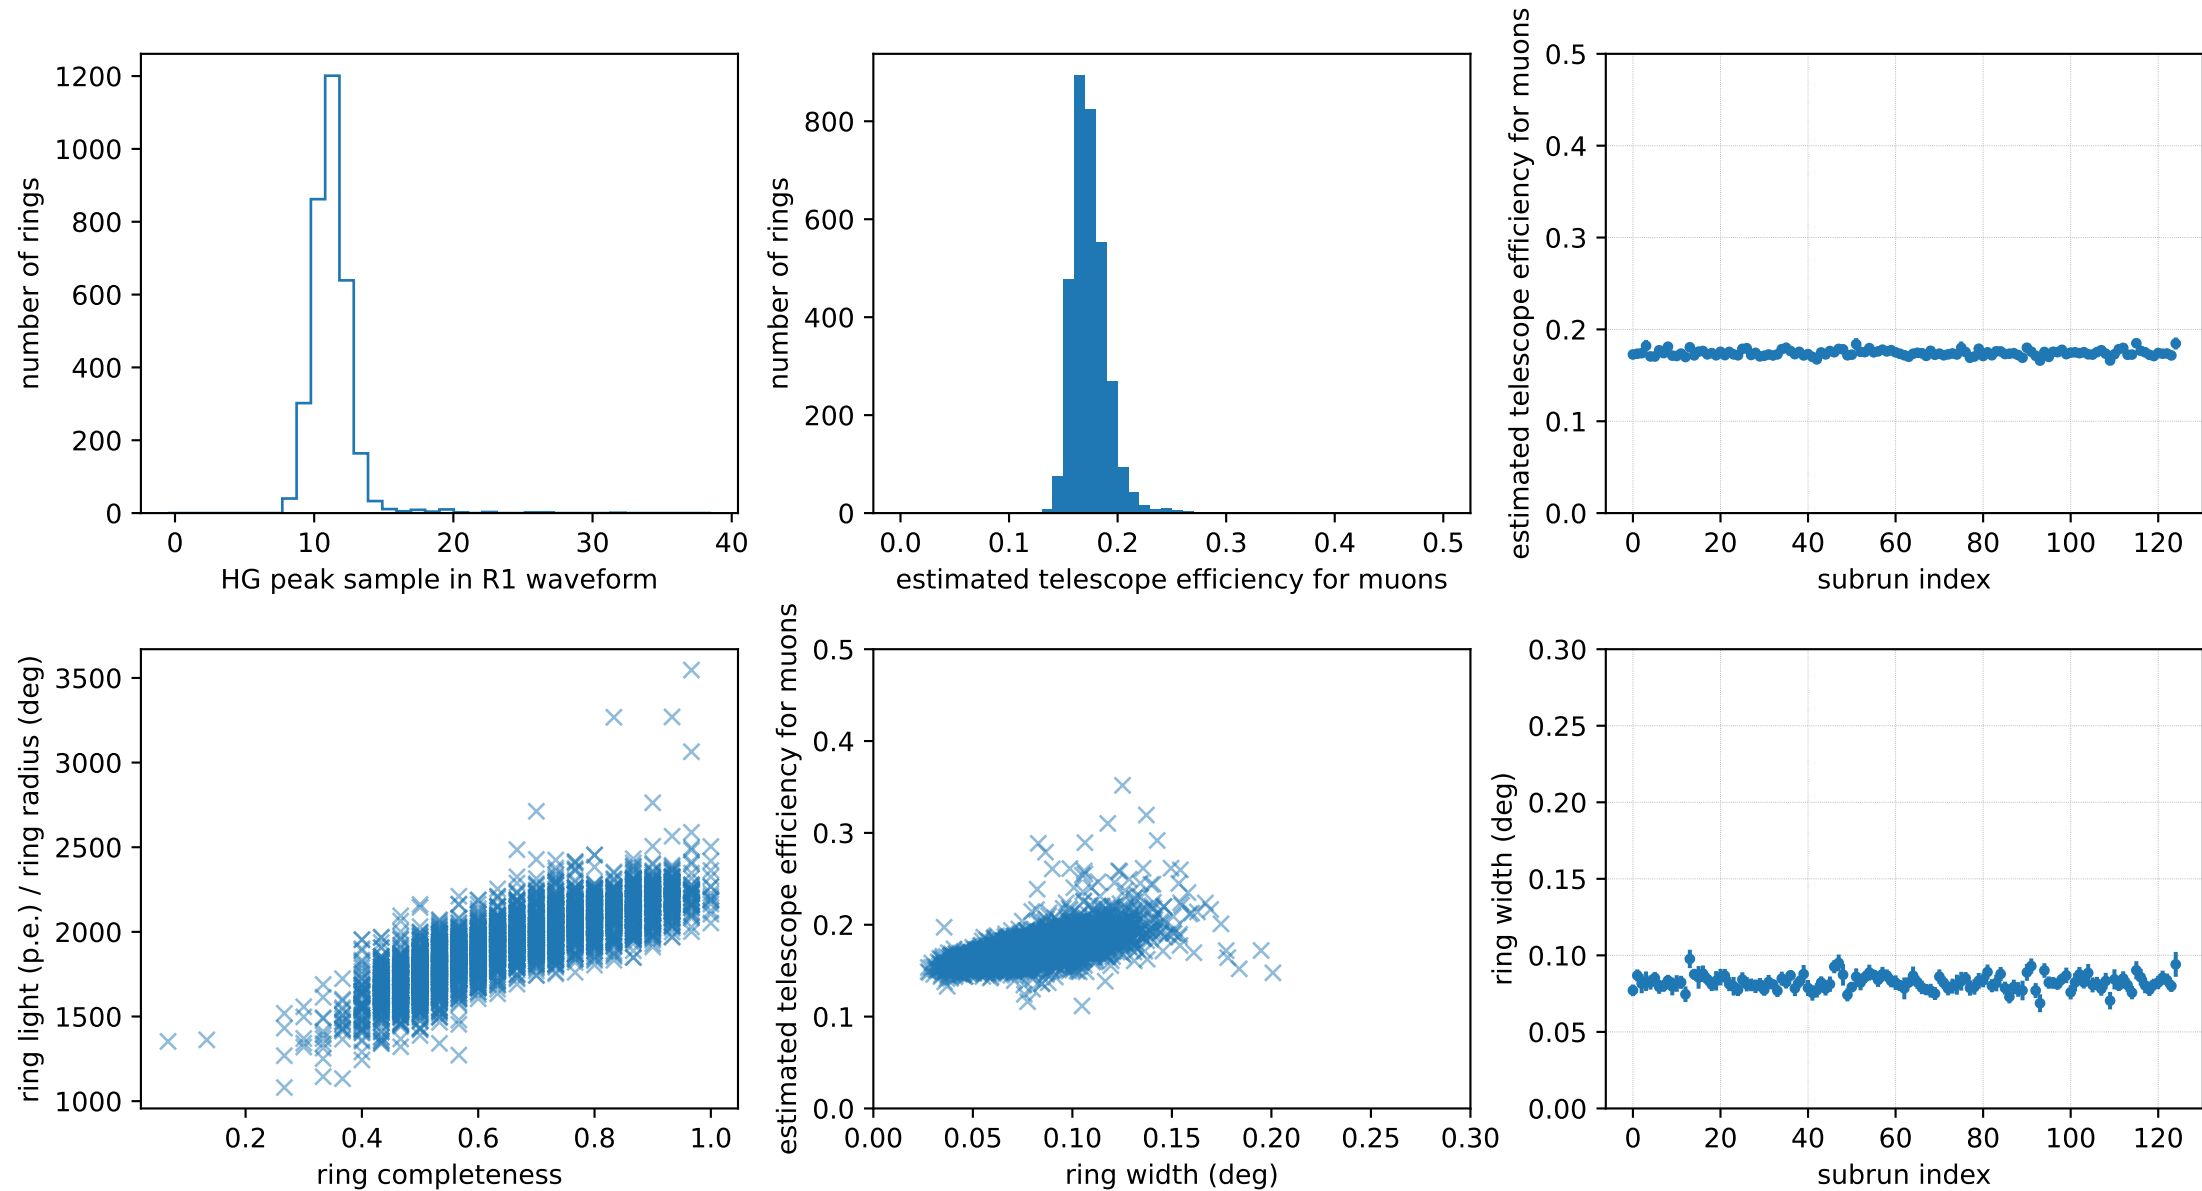 number of rings
1200
1000
800
600
400
200
0
0 10 20 30 40
HG peak sample in R1 waveform
number of rings
800
600
400
200
0
0.0 0.1 0.2 0.3 0.4 0.5
estimated telescope efficiency for muons
estimated telescope efficiency for muons
0.5
0.4
0.3
0.2
0.1
0.0
0 20 40 60 80 100 120
subrun index
ring light (p.e.) / ring radius (deg)
3500
3000
2500
2000
1500
1000
0.2 0.4 0.6 0.8 1.0
ring completeness
estimated telescope efficiency for muons
0.5
0.4
0.3
0.2
0.1
0.0
0.00 0.05 0.10 0.15 0.20 0.25 0.30
ring width (deg)
ring width (deg)
0.30
0.25
0.20
0.15
0.10
0.05
0.00
0 20 40 60 80 100 120
subrun index